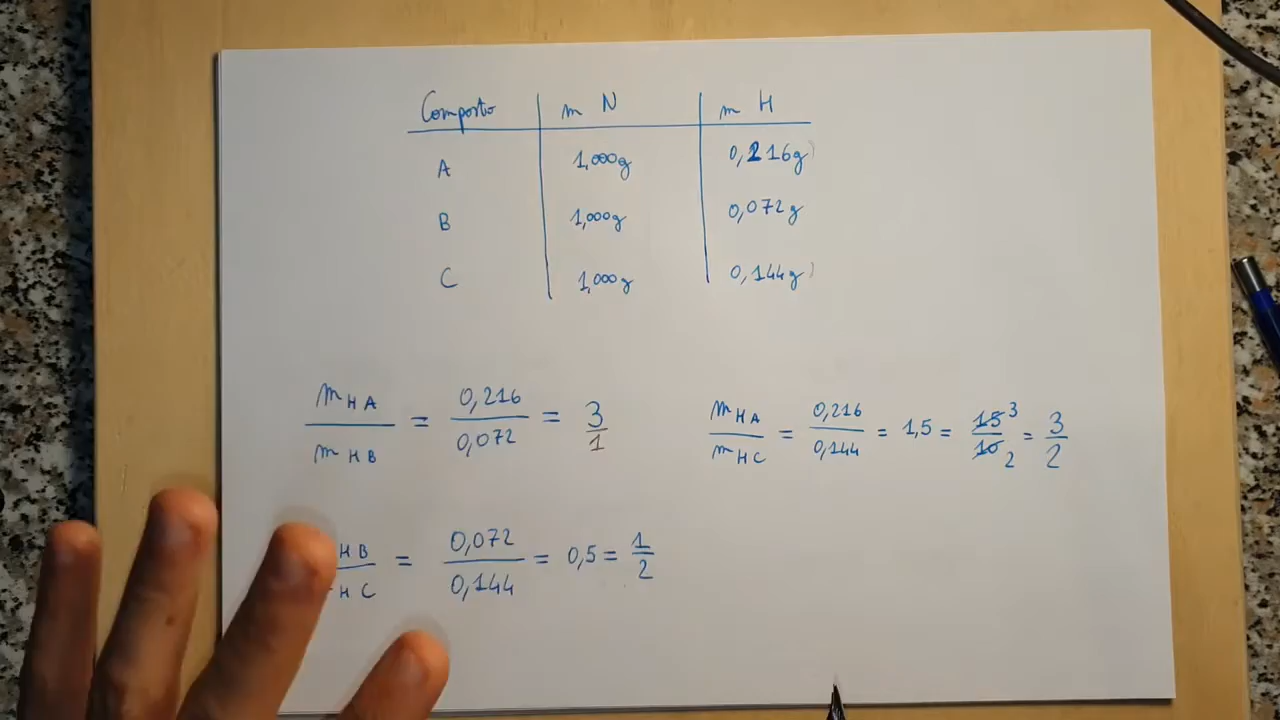 Composto m N m H
A 1,000g 0,216g
B 1,000g 0,072g
C 1,000g 0,144g
m HA / m HB = 0,216 / 0,072 = 3 / 1
m HA / m HC = 0,216 / 0,144 = 1,5 = 15 3 / 10 2 = 3 / 2
HB / HC = 0,072 / 0,144 = 0,5 = 1 / 2